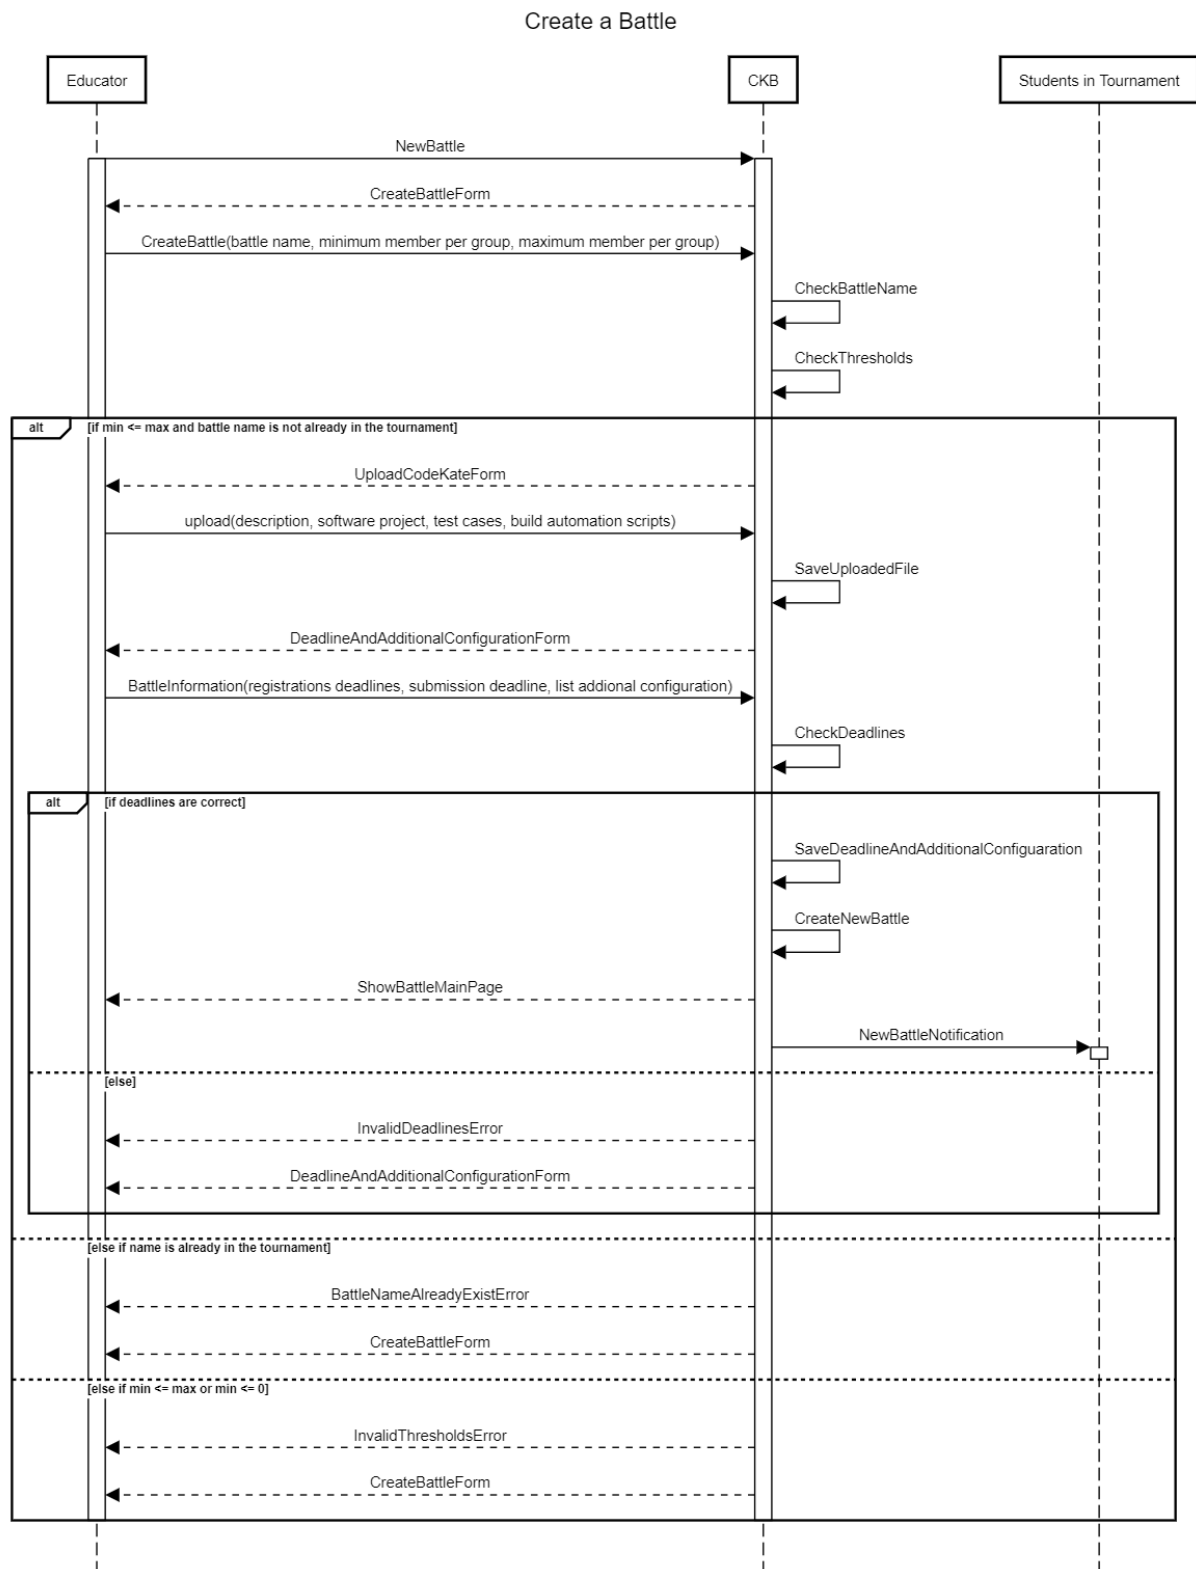 Create a Battle
Educator
CKB
Students in Tournament
NewBattle
CreateBattleForm
CreateBattle(battle name, minimum member per group, maximum member per group)
CheckBattleName
CheckThresholds
alt
[if min <= max and battle name is not already in the tournament]
UploadCodeKateForm
upload(description, software project, test cases, build automation scripts)
SaveUploadedFile
DeadlineAndAdditionalConfigurationForm
BattleInformation(registrations deadlines, submission deadline, list addional configuration)
CheckDeadlines
alt
[if deadlines are correct]
SaveDeadlineAndAdditionalConfiguaration
CreateNewBattle
ShowBattleMainPage
NewBattleNotification
[else]
InvalidDeadlinesError
DeadlineAndAdditionalConfigurationForm
[else if name is already in the tournament]
BattleNameAlreadyExistError
CreateBattleForm
[else if min <= max or min <= 0]
InvalidThresholdsError
CreateBattleForm